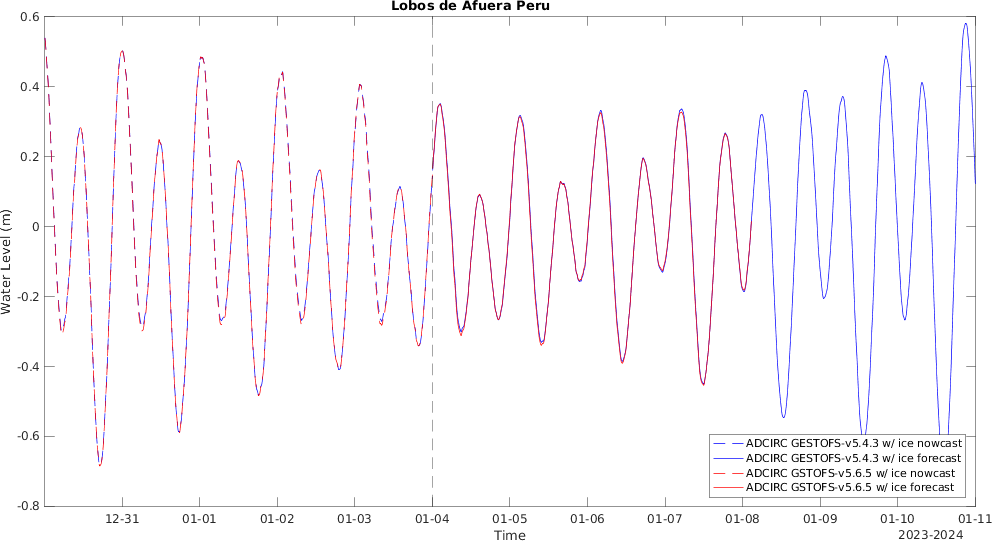 Lobos de Afuera Peru
0.6
0.4
0.2
0
-0.2
-0.4
-0.6
-0.8
Water Level (m)
ADCIRC GESTOFS-v5.4.3 w/ ice nowcast
ADCIRC GESTOFS-v5.4.3 w/ ice forecast
ADCIRC GSTOFS-v5.6.5 w/ ice nowcast
ADCIRC GSTOFS-v5.6.5 w/ ice forecast
12-31 01-01 01-02 01-03 01-04 01-05 01-06 01-07 01-08 01-09 01-10 01-11
Time
2023-2024